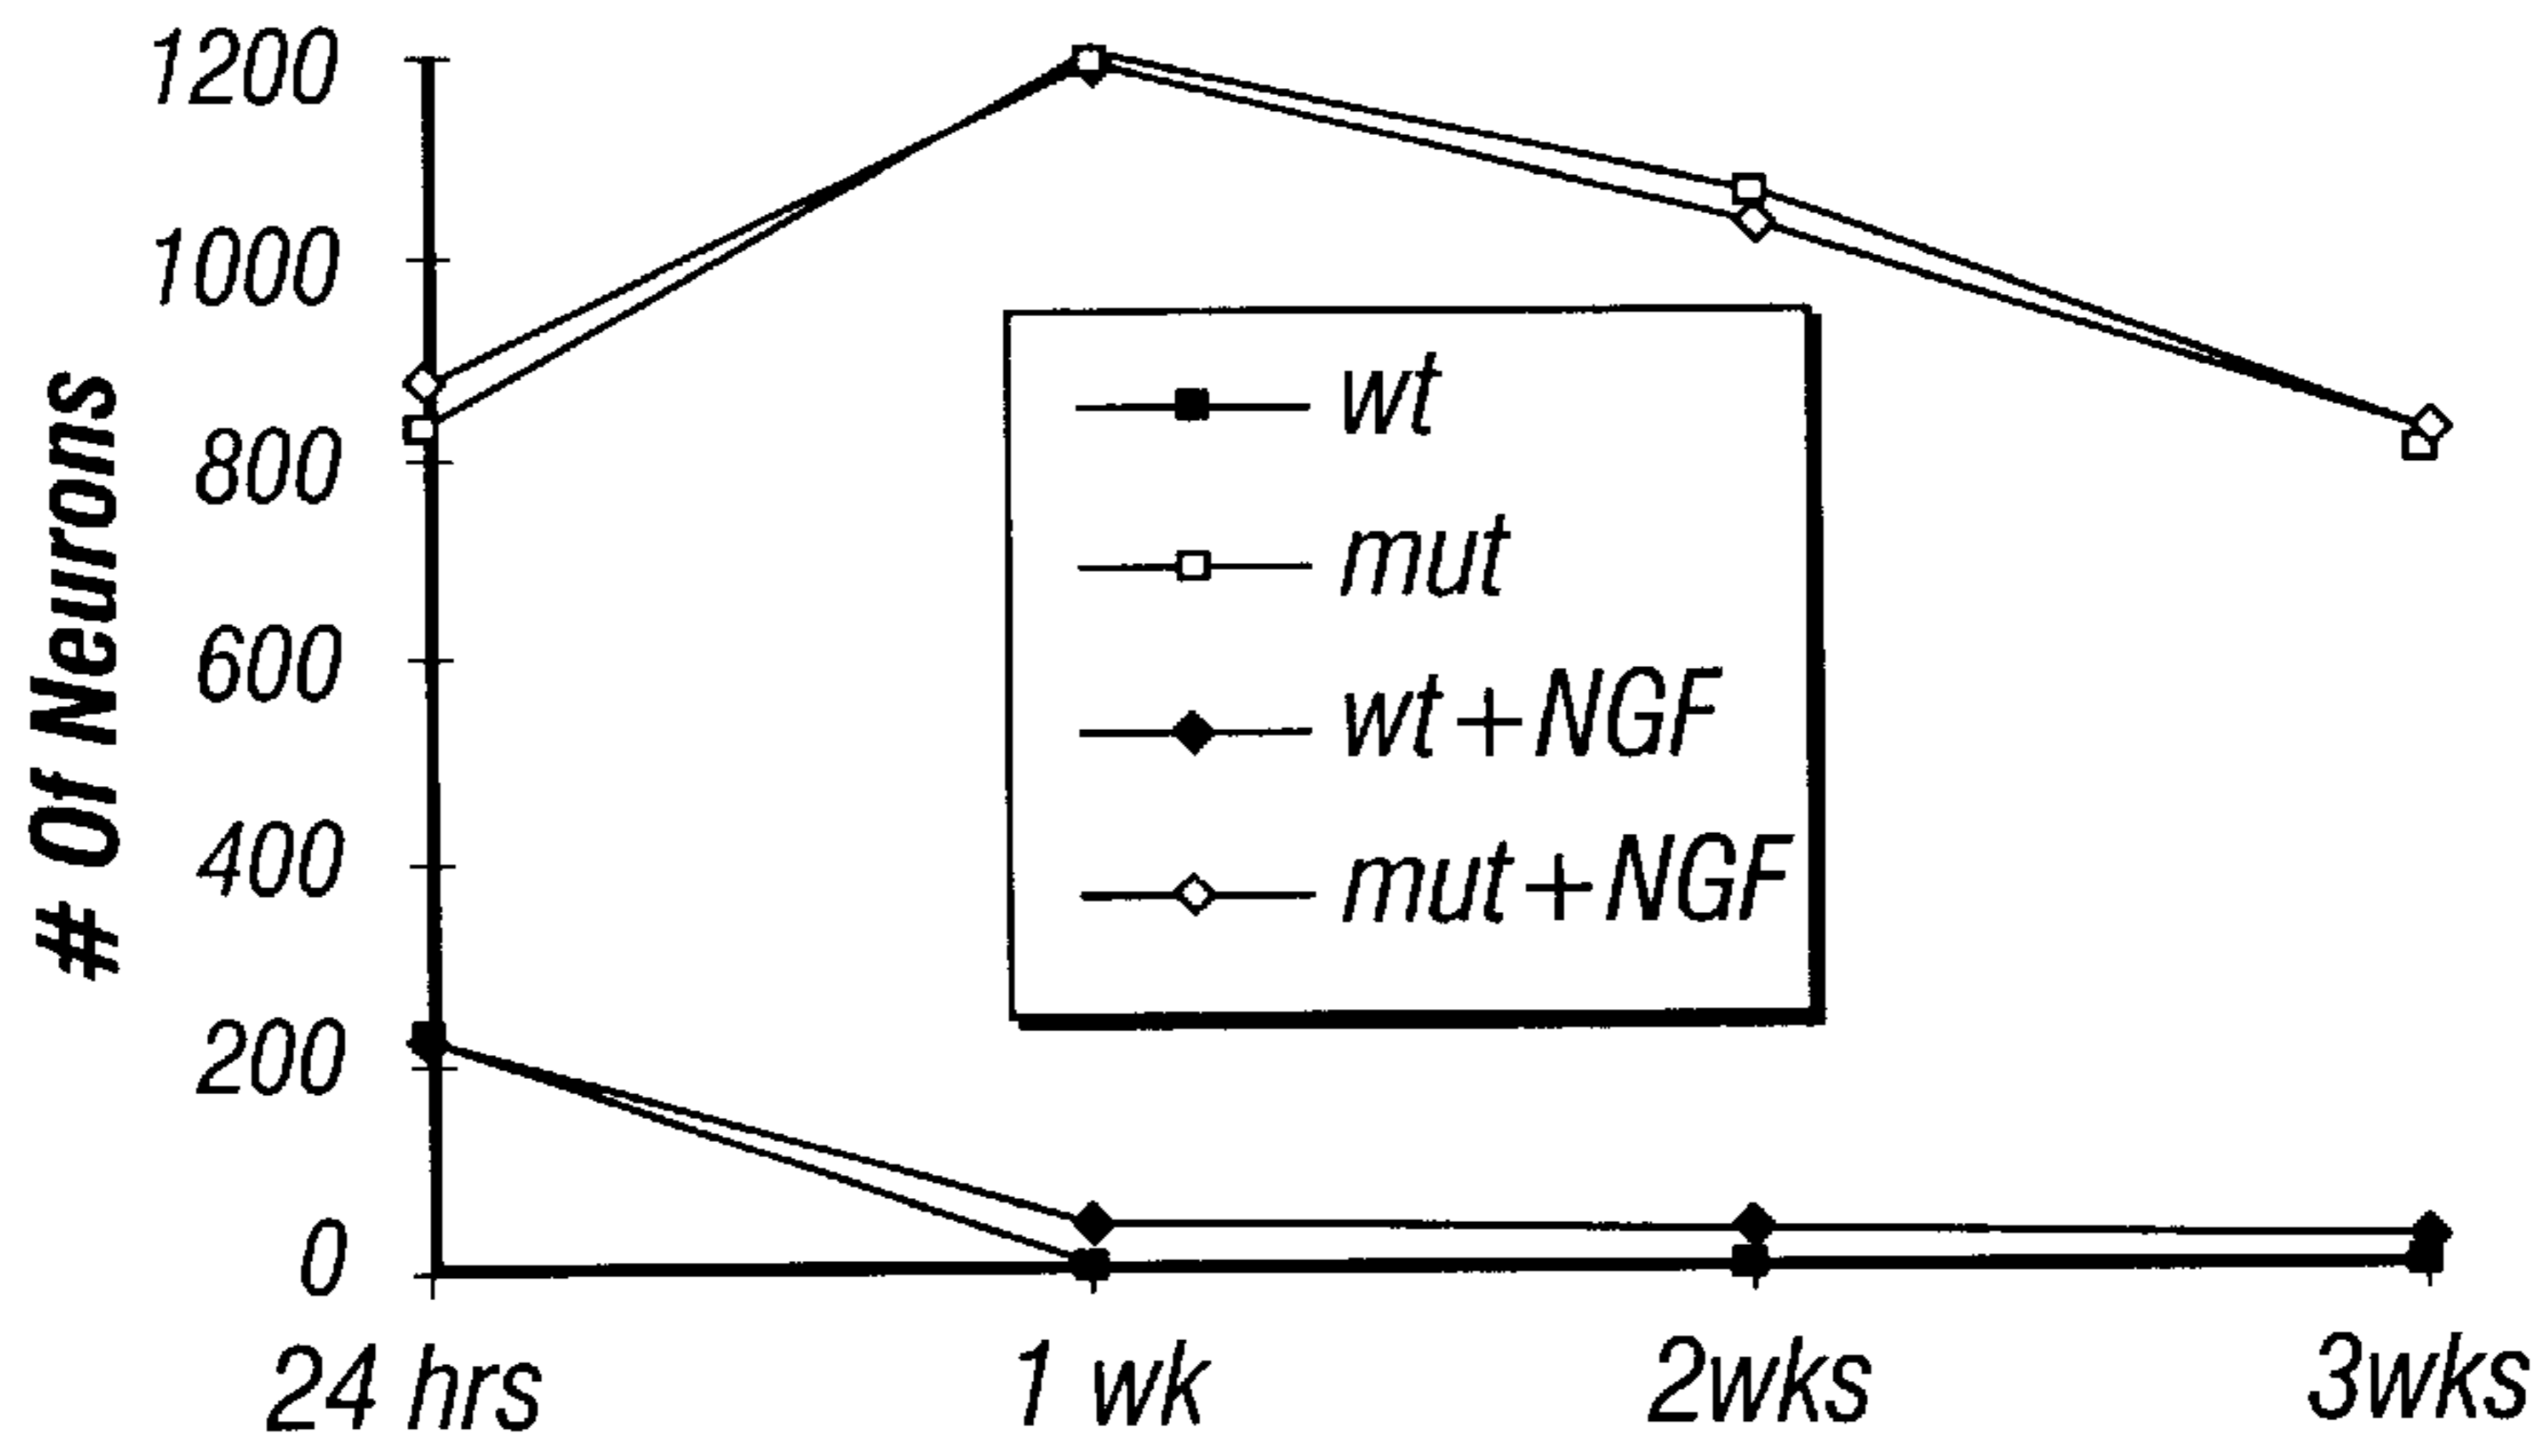 # Of Neurons
1200
1000
800
600
400
200
0
wt
mut
wt+NGF
mut+NGF
24 hrs
1 wk
2wks
3wks